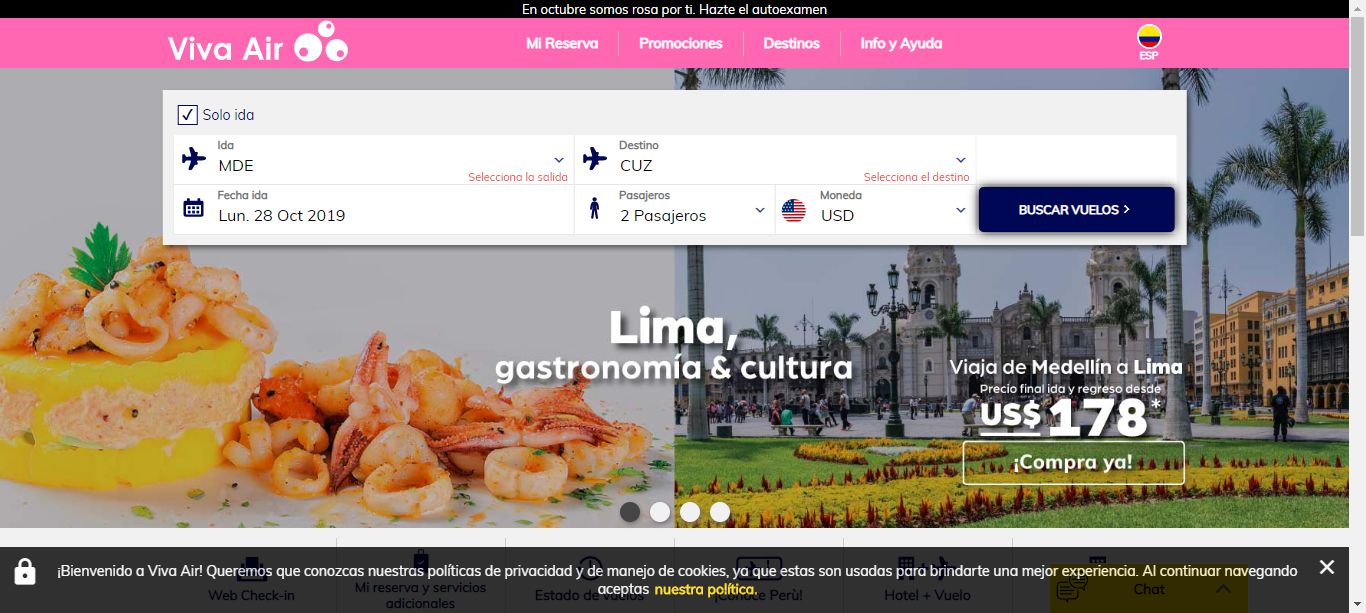 En octubre somos rosa por ti. Hazte el autoexamen
Viva Air
Mi Reserva
Promociones
Destinos
Info y Ayuda
ESP
Solo ida
Ida
MDE
Selecciona la salida
Destino
CUZ
Selecciona el destino
Fecha ida
Lun. 28 Oct 2019
Pasajeros
2 Pasajeros
Moneda
USD
BUSCAR VUELOS
Lima,
gastronomía & cultura
Viaja de Medellín a Lima
Precio final ida y regreso desde
US$178*
¡Compra ya!
¡Bienvenido a Viva Air! Queremos que conozcas nuestras políticas de privacidad y de manejo de cookies, ya que estas son usadas para brindarte una mejor experiencia. Al continuar navegando
aceptas nuestra política.
Web Check-in
Mi reserva y servicios
adicionales
Estado de vuelos
¡Conoce Perù!
Hotel + Vuelo
Chat